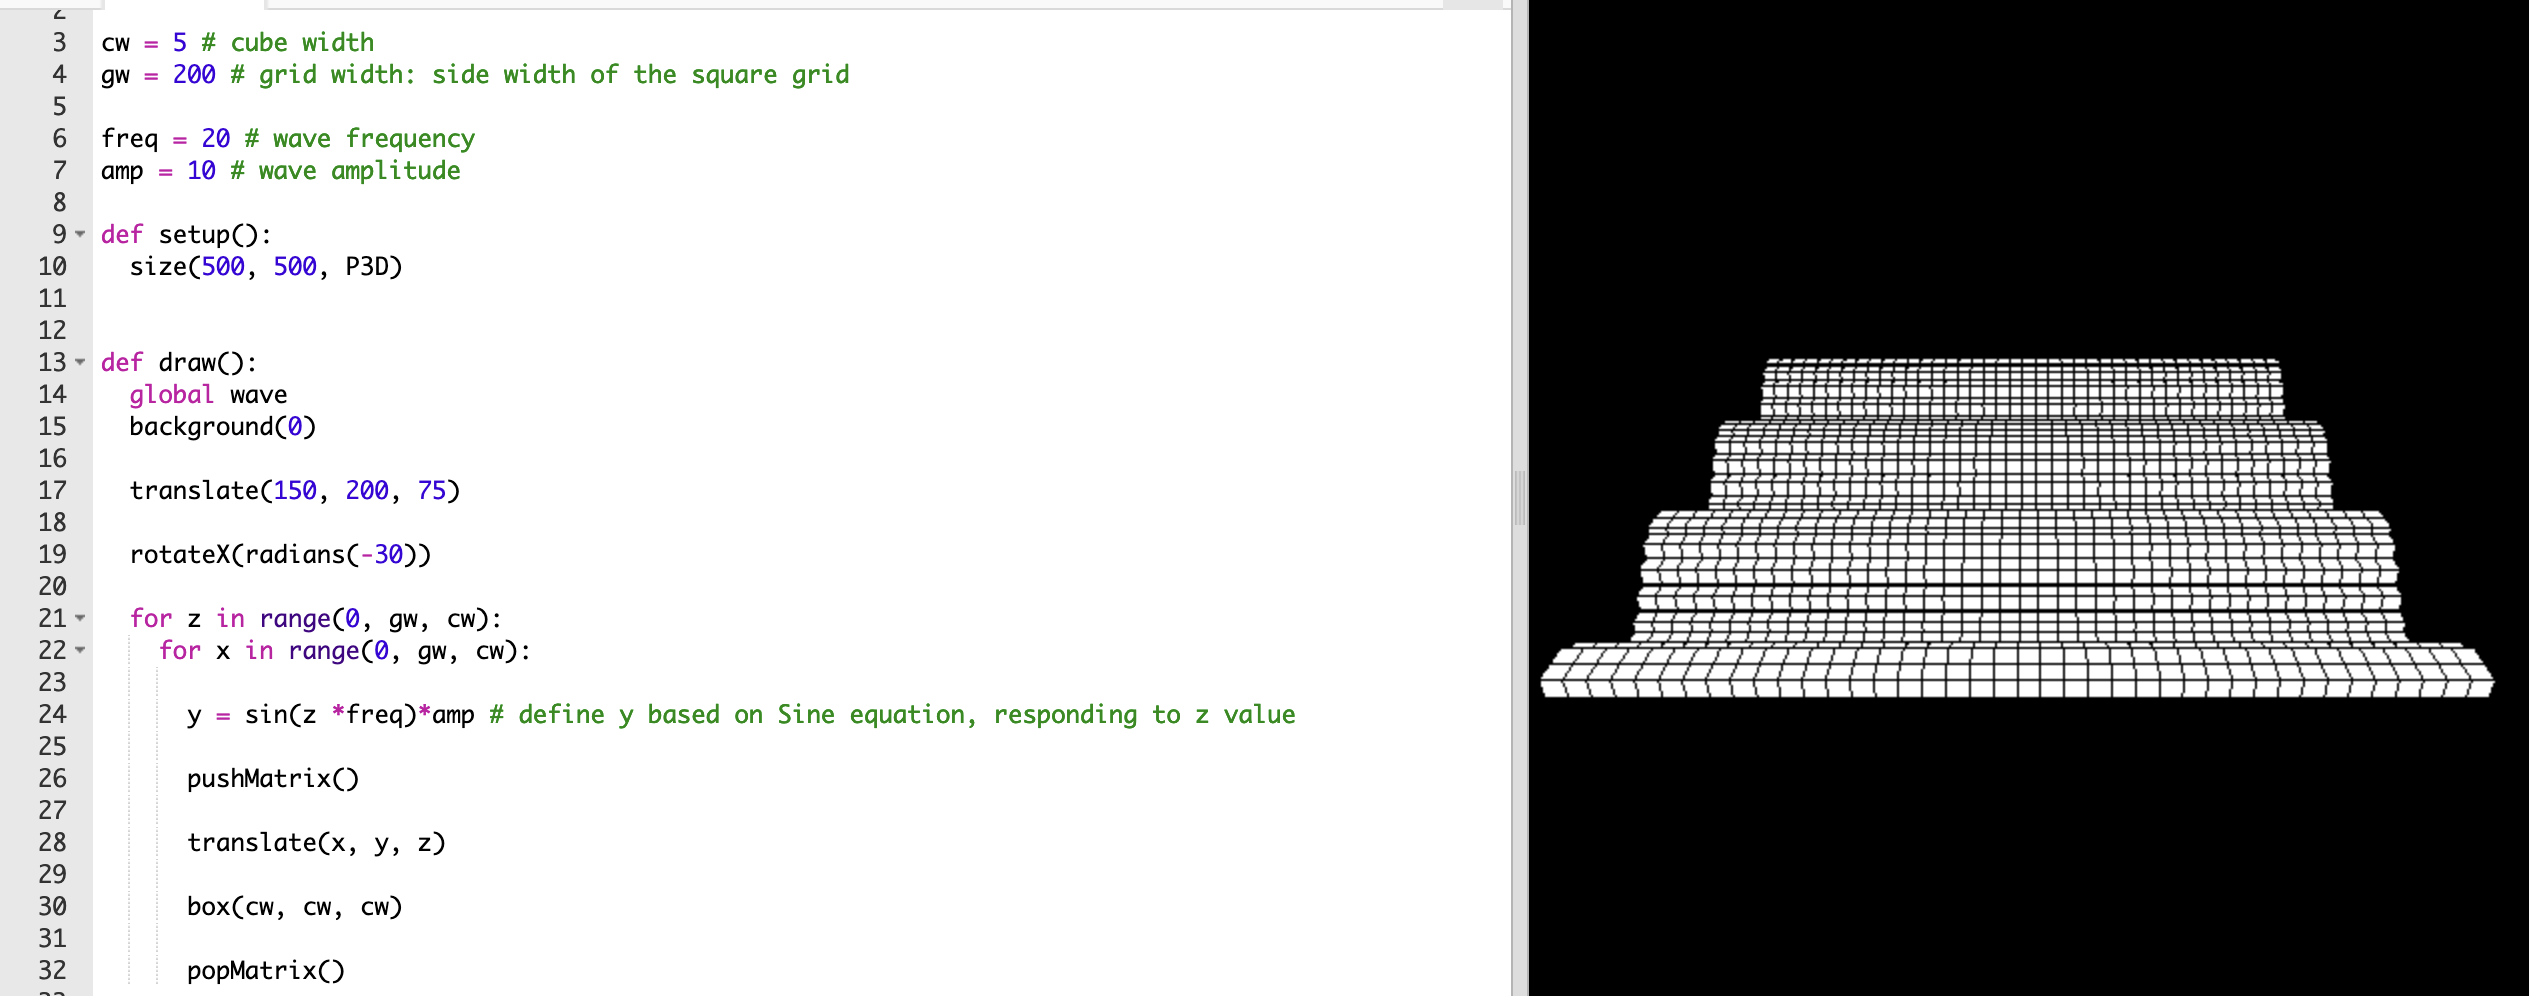 2
3 cw = 5 # cube width
4 gw = 200 # grid width: side width of the square grid
5
6 freq = 20 # wave frequency
7 amp = 10 # wave amplitude
8
9 def setup():
10 size(500, 500, P3D)
11
12
13 def draw():
14 global wave
15 background(0)
16
17 translate(150, 200, 75)
18
19 rotateX(radians(-30))
20
21 for z in range(0, gw, cw):
22 for x in range(0, gw, cw):
23
24 y = sin(z *freq)*amp # define y based on Sine equation, responding to z value
25
26 pushMatrix()
27
28 translate(x, y, z)
29
30 box(cw, cw, cw)
31
32 popMatrix()